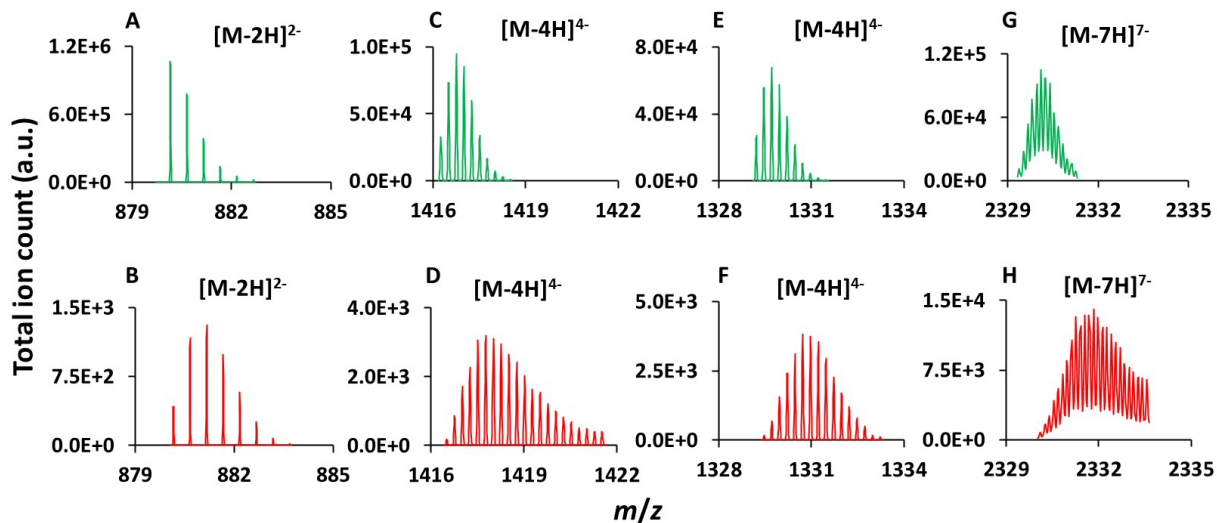 A [M-2H]2- C [M-4H]4- E [M-4H]4- G [M-7H]7-
1.2E+6 1.0E+5 8.0E+4 1.2E+5
6.0E+5 5.0E+4 4.0E+4 6.0E+4
0.0E+0 0.0E+0 0.0E+0 0.0E+0
879 882 885 1416 1419 1422 1328 1331 1334 2329 2332 2335
Total ion count (a.u.)
B [M-2H]2- D [M-4H]4- F [M-4H]4- H [M-7H]7-
1.5E+3 4.0E+3 5.0E+3 1.5E+4
7.5E+2 2.0E+3 2.5E+3 7.5E+3
0.0E+0 0.0E+0 0.0E+0 0.0E+0
879 882 885 1416 1419 1422 1328 1331 1334 2329 2332 2335
m/z